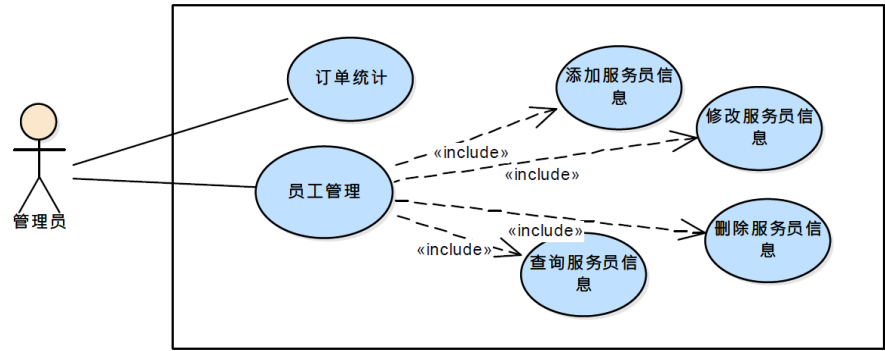 订单统计
添加服务员信
息
修改服务员信
息
«include»
«include»
员工管理
管理员
«include»
«include»
删除服务员信
息
查询服务员信
息